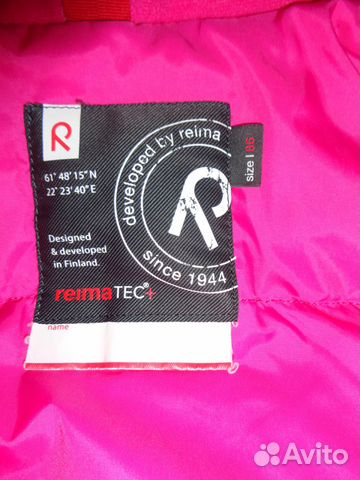 R
61° 48' 15" N
22° 23' 40" E
Designed
& developed
in Finland.
reimaTEC®+
developed by reima
R
since 1944
size | 86
name
Avito